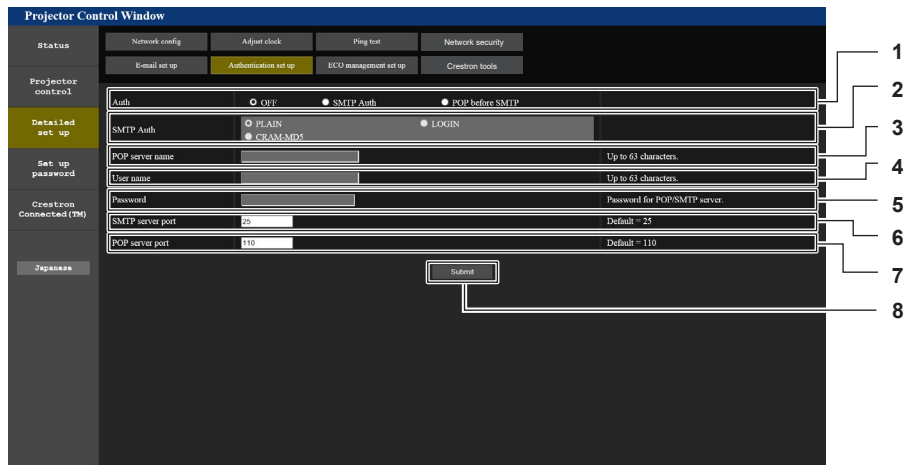 Projector Control Window
Status
Network config
Adjust clock
Ping test
Network security
E-mail set up
Authentication set up
ECO management set up
Crestron tools
Projector
control
Detailed
set up
Set up
password
Crestron
Connected(TM)
Japanese
Auth
OFF
SMTP Auth
POP before SMTP
1
SMTP Auth
PLAIN
LOGIN
CRAM-MD5
2
POP server name
Up to 63 characters.
3
User name
Up to 63 characters.
4
Password
Password for POP/SMTP server.
5
SMTP server port
25
Default = 25
6
POP server port
110
Default = 110
7
Submit
8